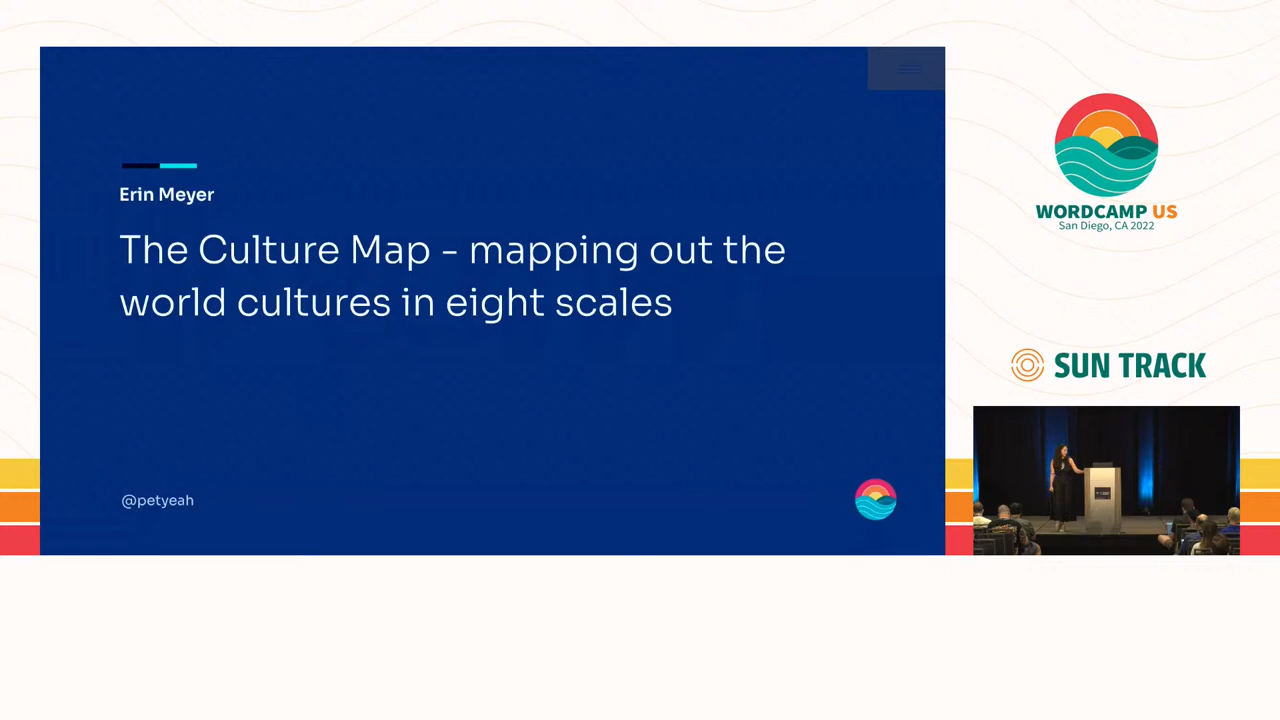 Erin Meyer
The Culture Map - mapping out the
world cultures in eight scales
@petyeah
WORDCAMP US
San Diego, CA 2022
SUN TRACK